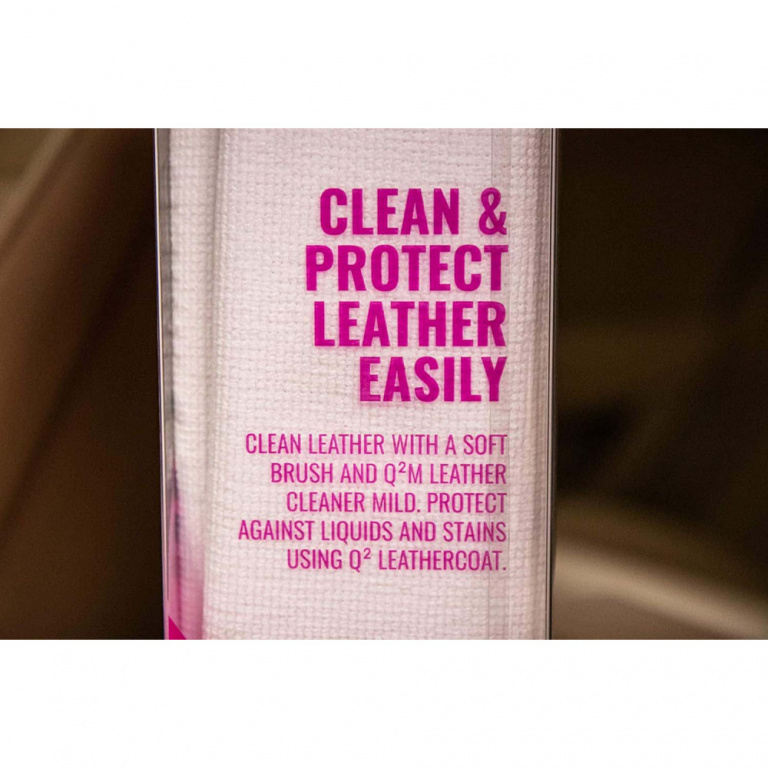 CLEAN &
PROTECT
LEATHER
EASILY
CLEAN LEATHER WITH A SOFT
BRUSH AND Q²M LEATHER
CLEANER MILD. PROTECT
AGAINST LIQUIDS AND STAINS
USING Q² LEATHERCOAT.